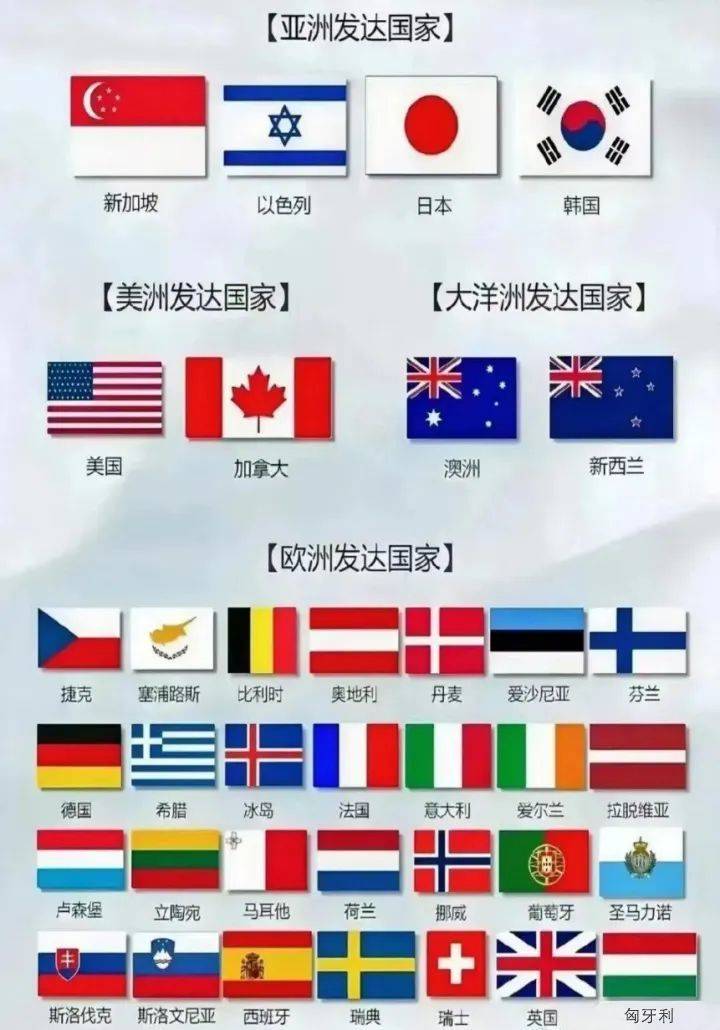 【亚洲发达国家】
新加坡 以色列 日本 韩国
【美洲发达国家】 【大洋洲发达国家】
美国 加拿大 澳洲 新西兰
【欧洲发达国家】
捷克 塞浦路斯 比利时 奥地利 丹麦 爱沙尼亚 芬兰
德国 希腊 冰岛 法国 意大利 爱尔兰 拉脱维亚
卢森堡 立陶宛 马耳他 荷兰 挪威 葡萄牙 圣马力诺
斯洛伐克 斯洛文尼亚 西班牙 瑞典 瑞士 英国 匈牙利